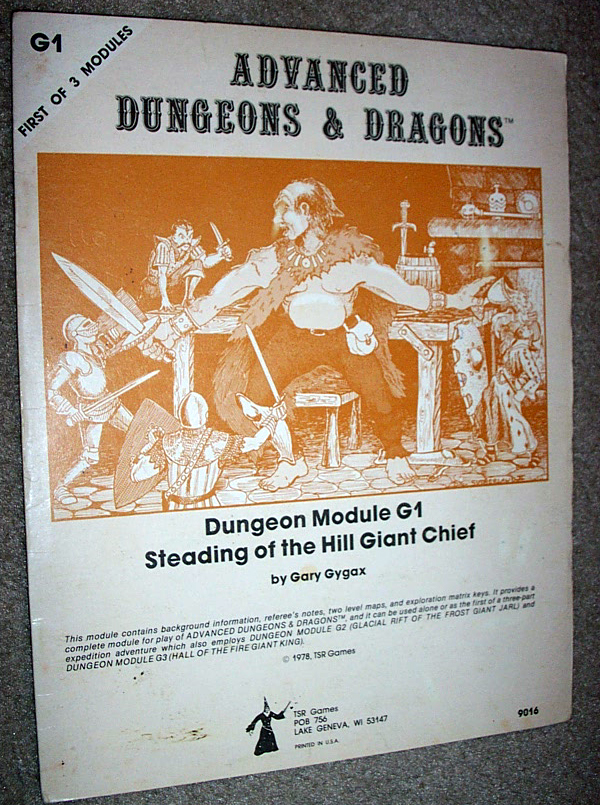 G1
FIRST OF 3 MODULES
ADVANCED
DUNGEONS & DRAGONS™
Dungeon Module G1
Steading of the Hill Giant Chief
by Gary Gygax
This module contains background information, referee's notes, two level maps, and exploration matrix keys. It provides a
complete module for play of ADVANCED DUNGEONS & DRAGONS™, and it can be used alone or as the first of a three-part
expedition adventure which also employs DUNGEON MODULE G2 (GLACIAL RIFT OF THE FROST GIANT JARL) and
DUNGEON MODULE G3 (HALL OF THE FIRE GIANT KING).
© 1978, TSR Games
TSR Games
POB 756
LAKE GENEVA, WI 53147
PRINTED IN U.S.A.
9016